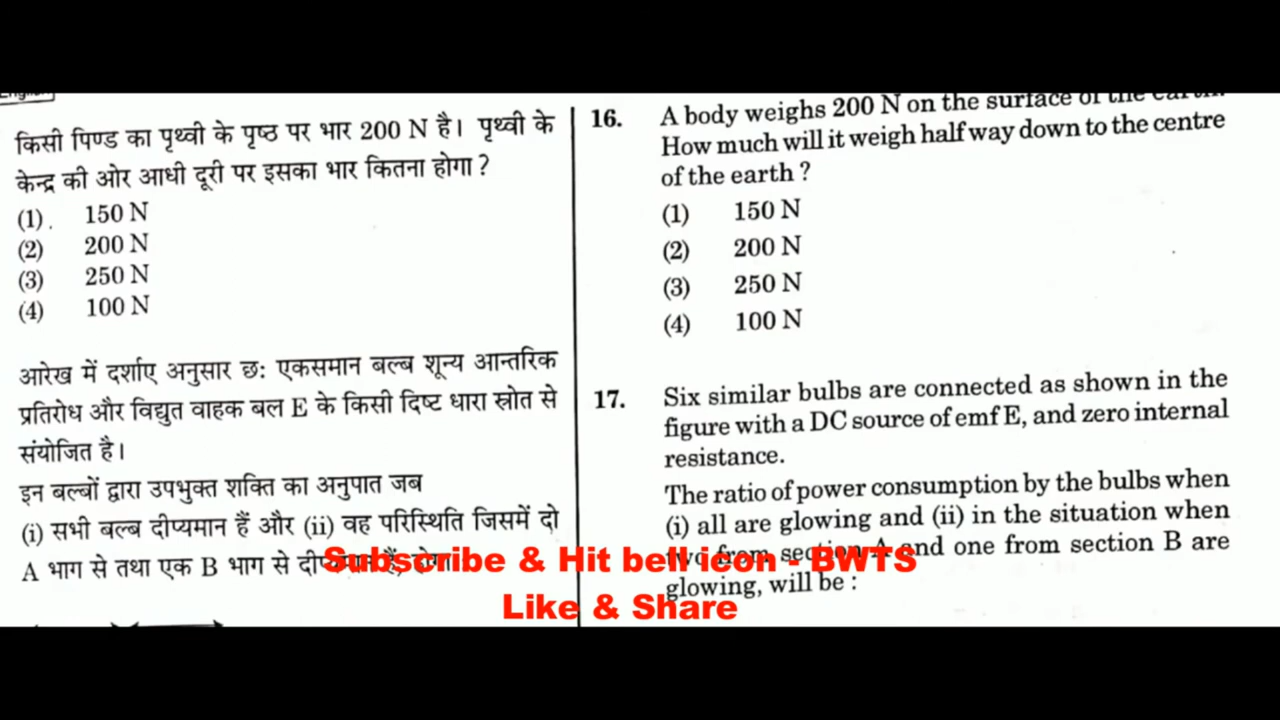 English
किसी पिण्ड का पृथ्वी के पृष्ठ पर भार 200 N है। पृथ्वी के
केन्द्र की ओर आधी दूरी पर इसका भार कितना होगा ?
(1). 150 N
(2) 200 N
(3) 250 N
(4) 100 N
आरेख में दर्शाए अनुसार छः एकसमान बल्ब शून्य आन्तरिक
प्रतिरोध और विद्युत वाहक बल E के किसी दिष्ट धारा स्रोत से
संयोजित है।
इन बल्बों द्वारा उपभुक्त शक्ति का अनुपात जब
(i) सभी बल्ब दीप्यमान हैं और (ii) वह परिस्थिति जिसमें दो
A भाग से तथा एक B भाग से
16. A body weighs 200 N on the surface of the earth.
How much will it weigh half way down to the centre
of the earth ?
(1) 150 N
(2) 200 N
(3) 250 N
(4) 100 N
17. Six similar bulbs are connected as shown in the
figure with a DC source of emf E, and zero internal
resistance.
The ratio of power consumption by the bulbs when
(i) all are glowing and (ii) in the situation when
two from section A and one from section B are
glowing, will be :
Subscribe & Hit bell icon - BWTS
Like & Share